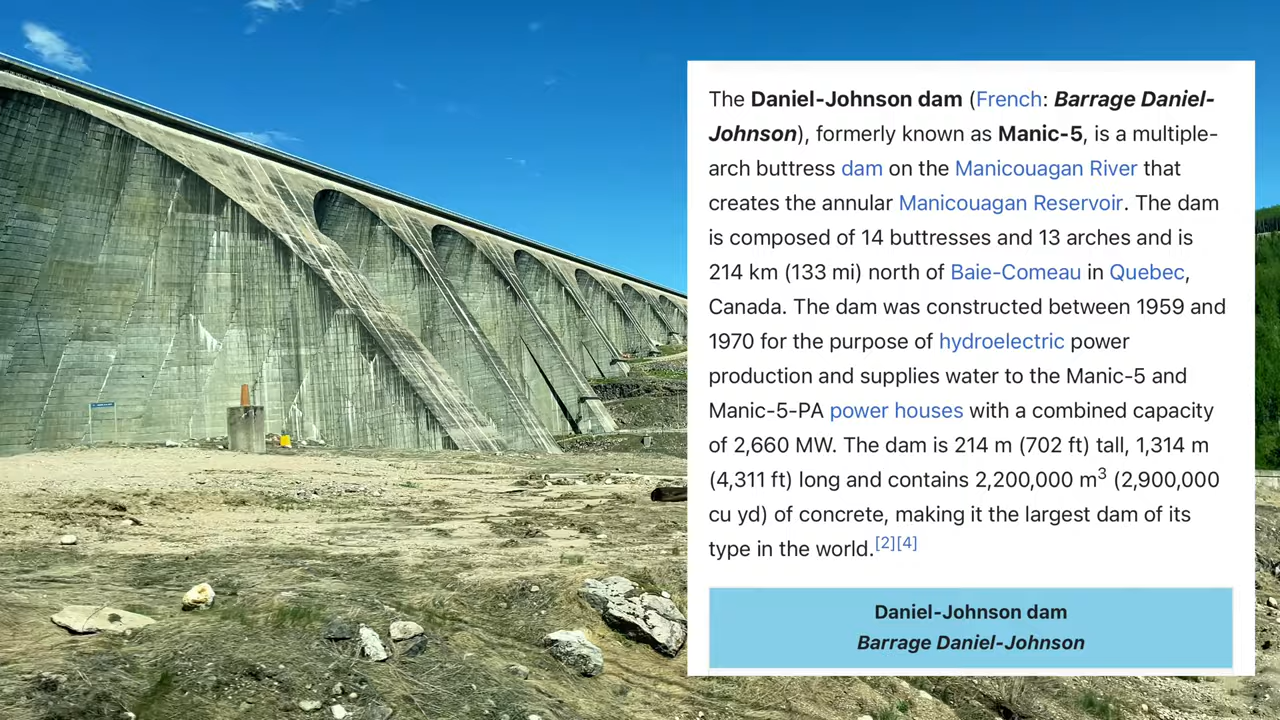 The Daniel-Johnson dam (French: Barrage Daniel-
Johnson), formerly known as Manic-5, is a multiple-
arch buttress dam on the Manicouagan River that
creates the annular Manicouagan Reservoir. The dam
is composed of 14 buttresses and 13 arches and is
214 km (133 mi) north of Baie-Comeau in Quebec,
Canada. The dam was constructed between 1959 and
1970 for the purpose of hydroelectric power
production and supplies water to the Manic-5 and
Manic-5-PA power houses with a combined capacity
of 2,660 MW. The dam is 214 m (702 ft) tall, 1,314 m
(4,311 ft) long and contains 2,200,000 m³ (2,900,000
cu yd) of concrete, making it the largest dam of its
type in the world.[2][4]
Daniel-Johnson dam
Barrage Daniel-Johnson